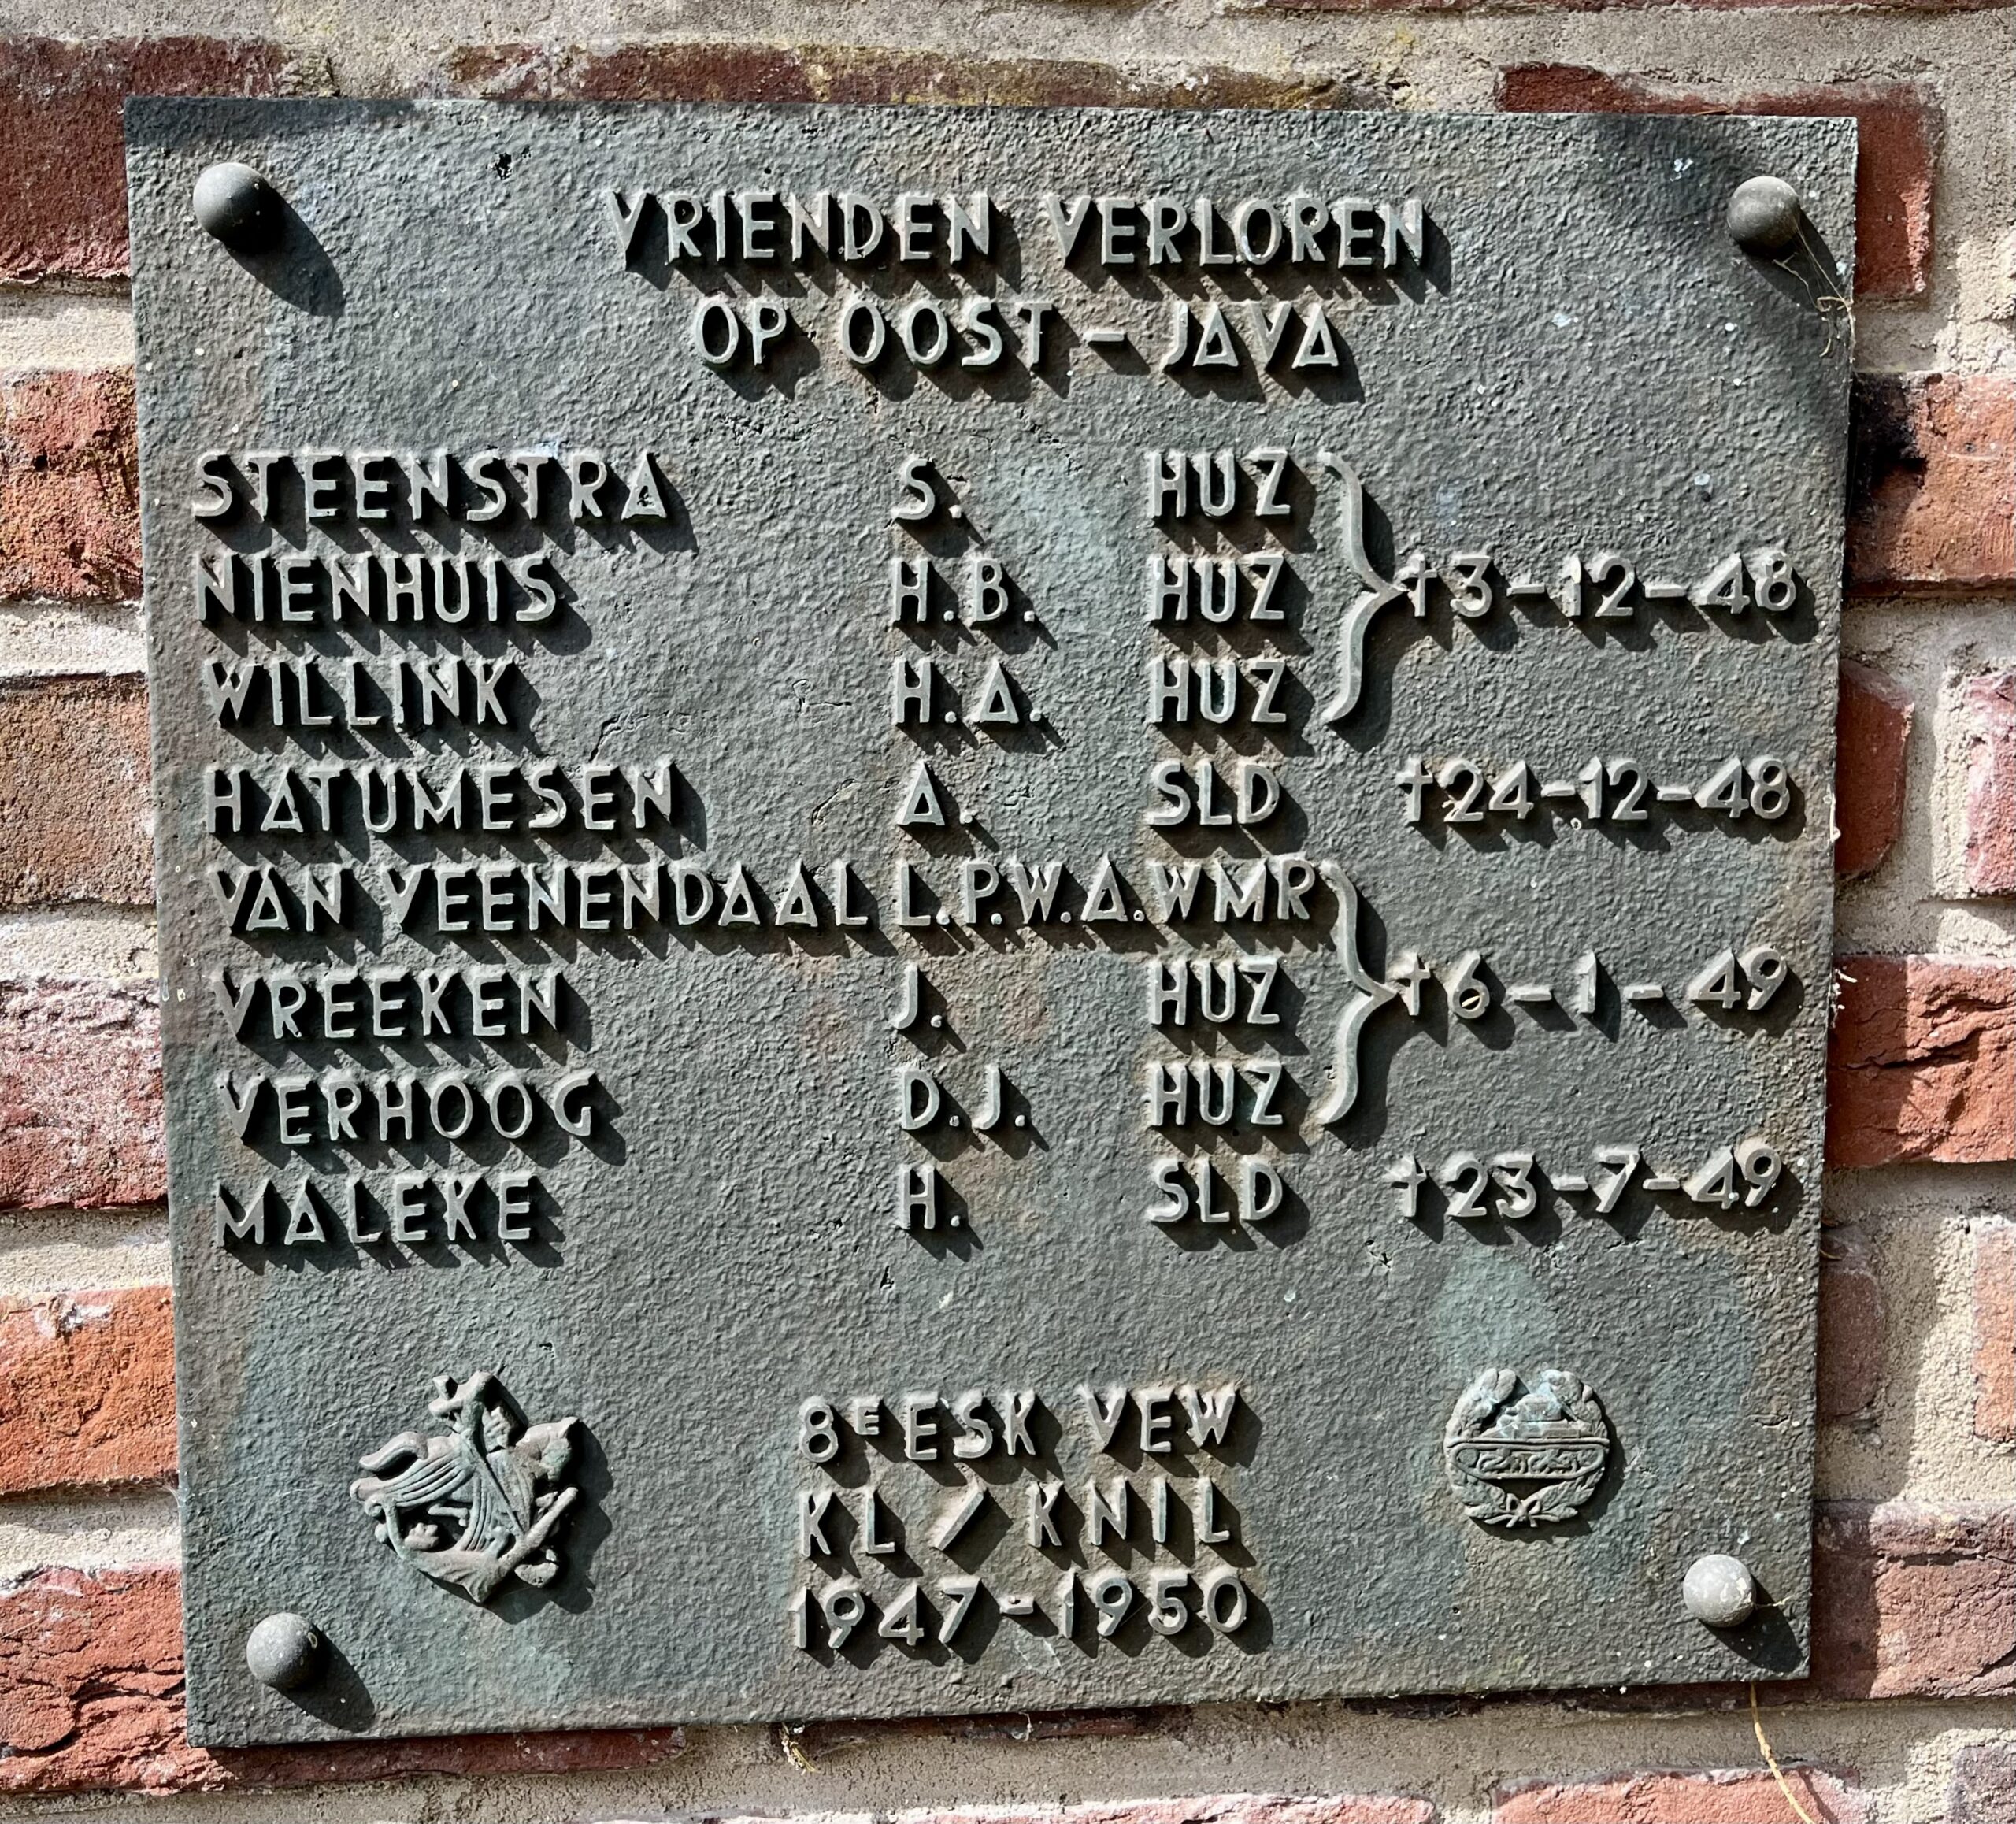 VRIENDEN VERLOREN
OP OOST-JAVA
STEENSTRA S. HUZ
NIENHUIS H.B. HUZ †3-12-48
WILLINK H.A. HUZ
HATUMESEN A. SLD †24-12-48
VAN VEENENDAAL L.P.W.A. WMR
VREEKEN J. HUZ †6-1-49
VERHOOG D.J. HUZ
MALEKE H. SLD †23-7-49
8E ESK VEW
KL / KNIL
1947-1950